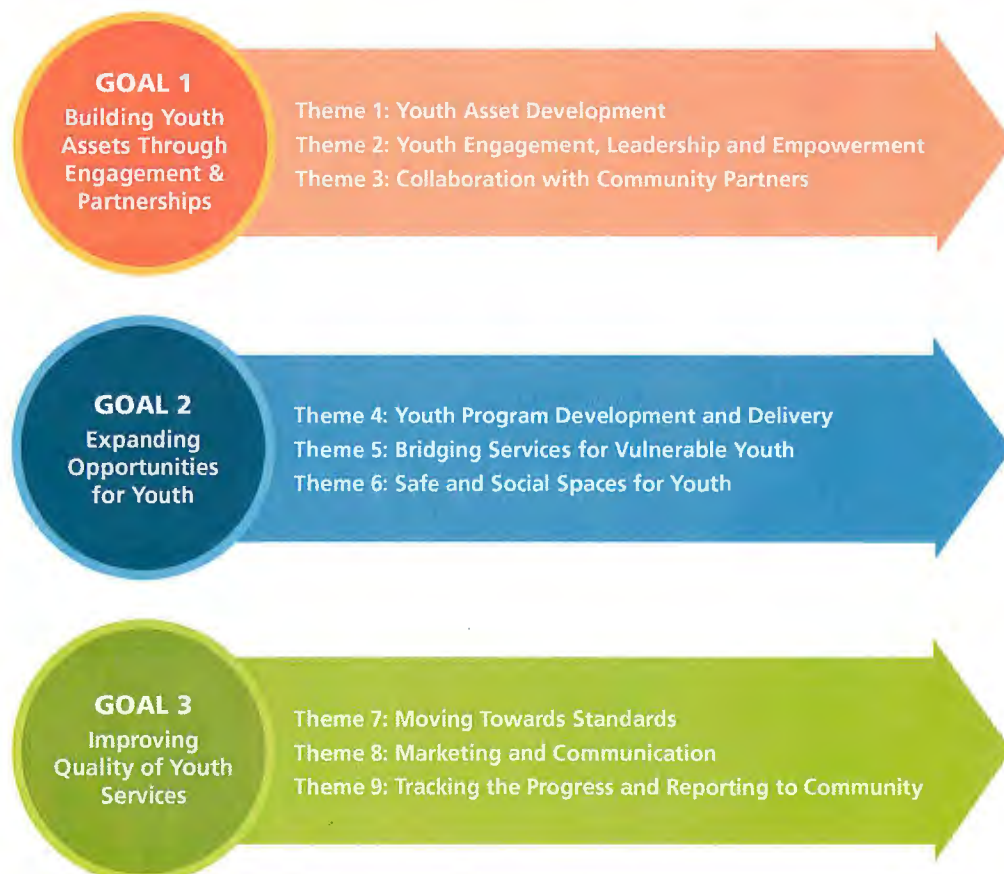 GOAL 1
Building Youth
Assets Through
Engagement &
Partnerships
Theme 1: Youth Asset Development
Theme 2: Youth Engagement, Leadership and Empowerment
Theme 3: Collaboration with Community Partners
GOAL 2
Expanding
Opportunities
for Youth
Theme 4: Youth Program Development and Delivery
Theme 5: Bridging Services for Vulnerable Youth
Theme 6: Safe and Social Spaces for Youth
GOAL 3
Improving
Quality of Youth
Services
Theme 7: Moving Towards Standards
Theme 8: Marketing and Communication
Theme 9: Tracking the Progress and Reporting to Community